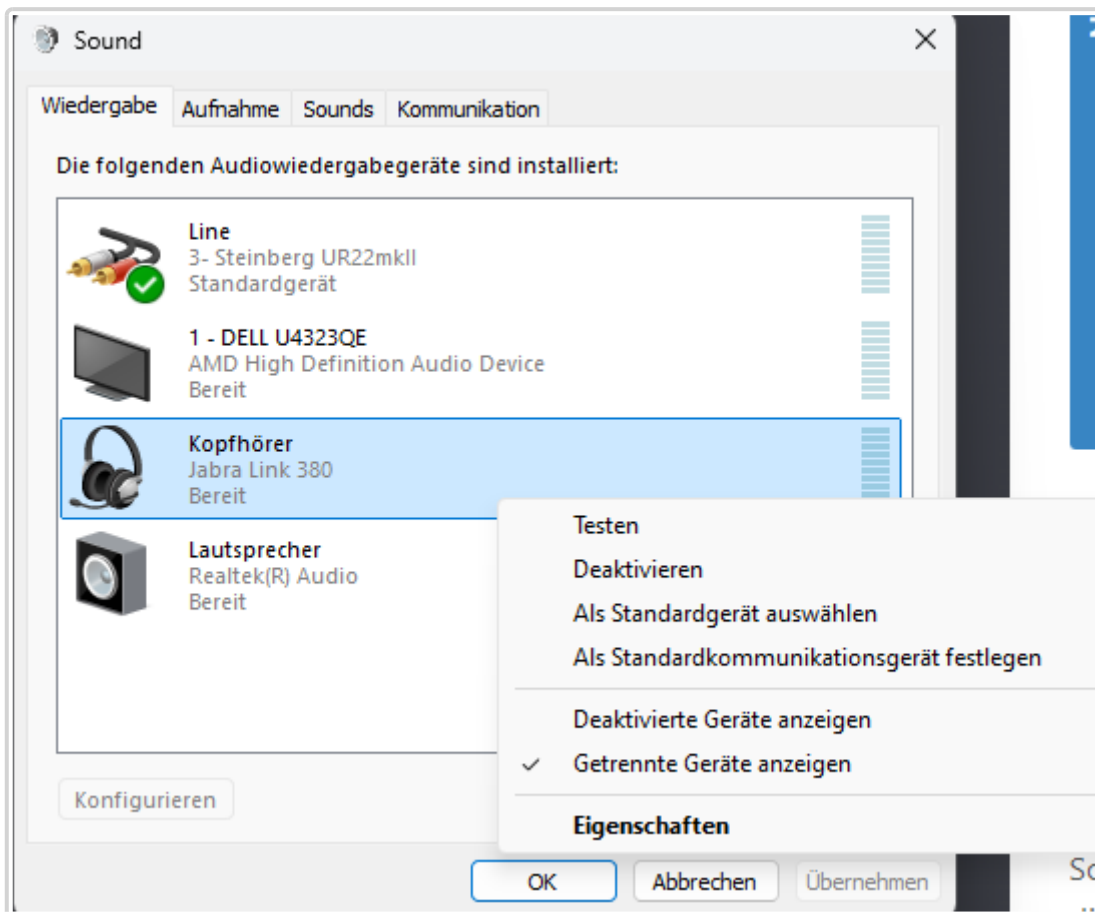 Sound
Wiedergabe Aufnahme Sounds Kommunikation
Die folgenden Audiowiedergabegeräte sind installiert:
Line
3- Steinberg UR22mkII
Standardgerät
1 - DELL U4323QE
AMD High Definition Audio Device
Bereit
Kopfhörer
Jabra Link 380
Bereit
Lautsprecher
Realtek(R) Audio
Bereit
Testen
Deaktivieren
Als Standardgerät auswählen
Als Standardkommunikationsgerät festlegen
Deaktivierte Geräte anzeigen
Getrennte Geräte anzeigen
Eigenschaften
Konfigurieren
OK Abbrechen Übernehmen